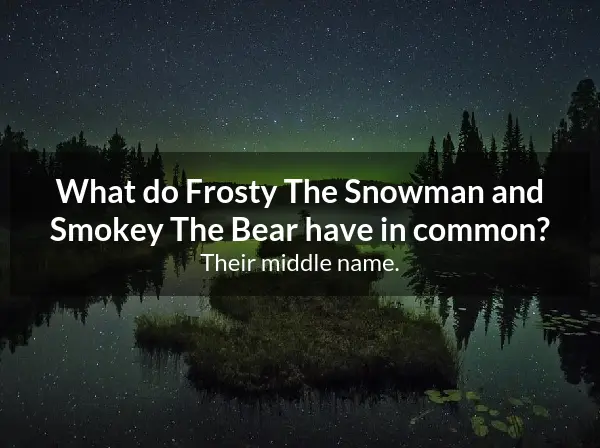 What do Frosty The Snowman and
Smokey The Bear have in common?
Their middle name.